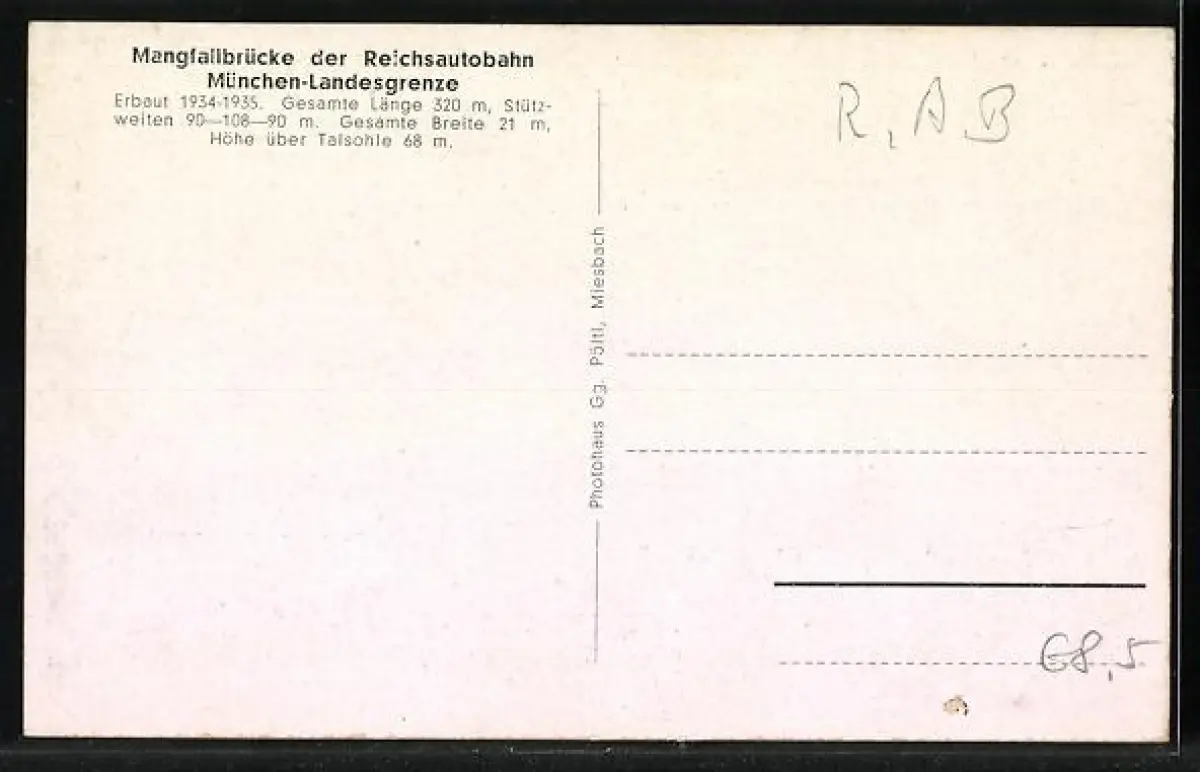 Mangfallbrücke der Reichsautobahn
München-Landesgrenze
Erbaut 1934-1935. Gesamte Länge 320 m, Stütz-
weiten 90—108—90 m. Gesamte Breite 21 m,
Höhe über Talsohle 68 m.
R, A B
Photohaus Gg. Pöltl, Miesbach
68,5